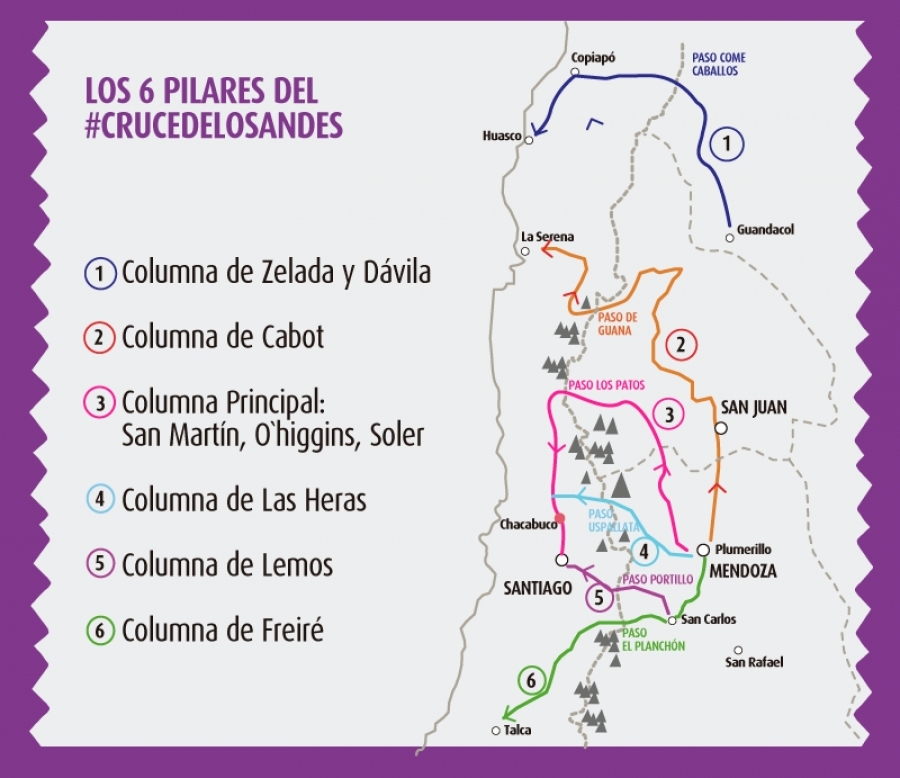 LOS 6 PILARES DEL
#CRUCEDELOSANDES
1 Columna de Zelada y Dávila
2 Columna de Cabot
3 Columna Principal:
San Martín, O`higgins, Soler
4 Columna de Las Heras
5 Columna de Lemos
6 Columna de Freiré
Copiapó
PASO COME
CABALLOS
Huasco
1
Guandacol
La Serena
PASO DE
GUANA
2
PASO LOS PATOS
3
SAN JUAN
Chacabuco
PASO
USPALLATA
4
Plumerillo
MENDOZA
SANTIAGO
PASO PORTILLO
5
San Carlos
PASO
EL PLANCHÓN
San Rafael
6
Talca